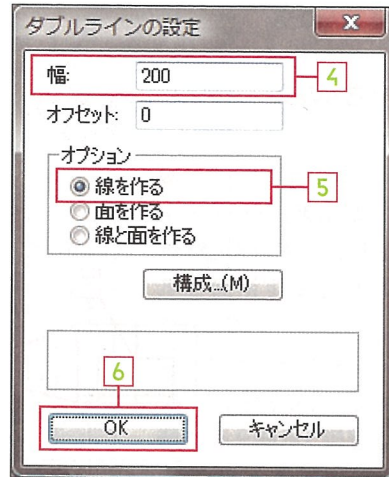 ダブルラインの設定
幅: 200 4
オフセット: 0
オプション
線を作る 5
面を作る
線と面を作る
構成...(M)
6
OK キャンセル